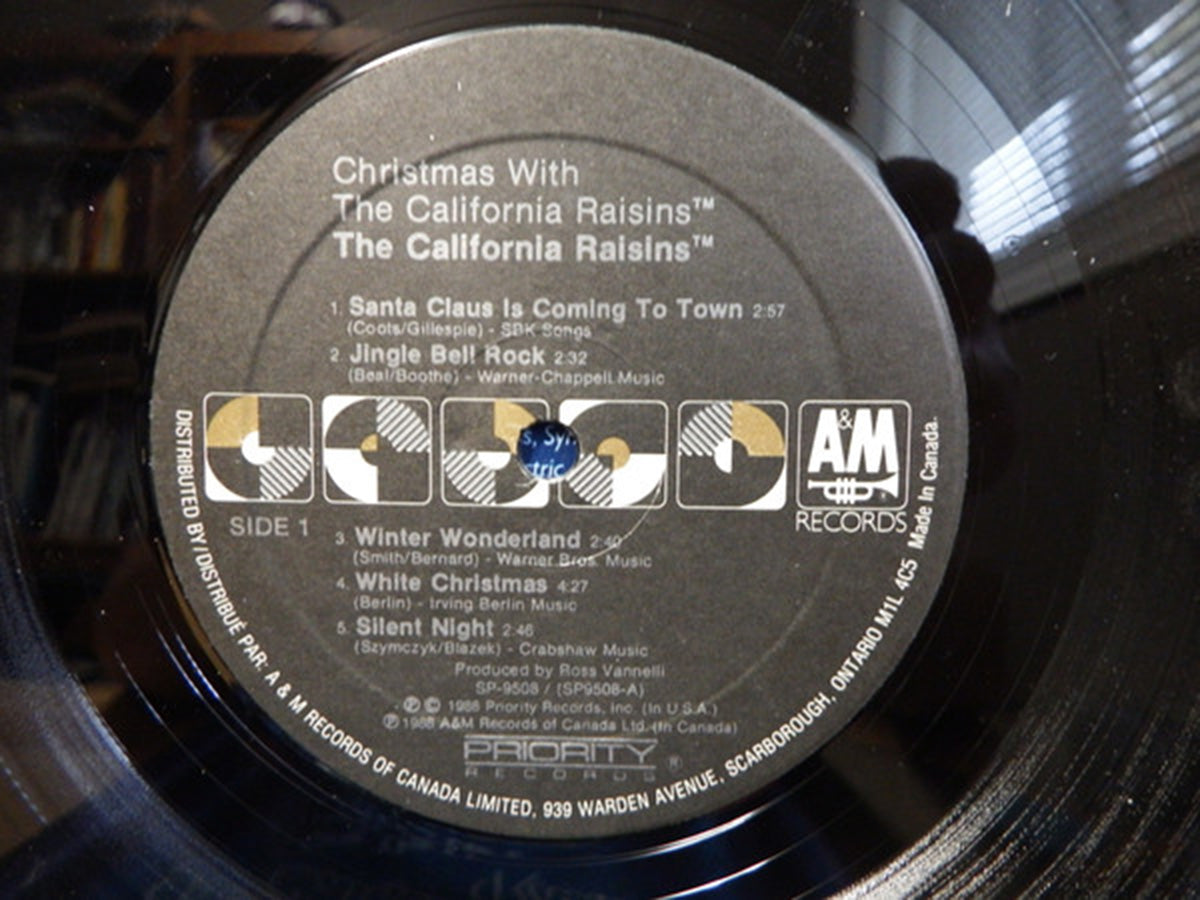 Christmas With
The California Raisins™
The California Raisins™
1. Santa Claus Is Coming To Town 2:57
(Coots/Gillespie) - SBK Songs
2. Jingle Bell Rock 2:32
(Beal/Boothe) - Warner-Chappell Music
s, Sy
tric
A&M
RECORDS
SIDE 1
3. Winter Wonderland 2:40
(Smith/Bernard) - Warner Bros. Music
4. White Christmas 4:27
(Berlin) - Irving Berlin Music
5. Silent Night 2:46
(Szymczyk/Blazek) - Crabshaw Music
Produced by Ross Vannelli
SP-9508 / (SP9508-A)
℗ © 1988 Priority Records, Inc. (In U.S.A.)
℗ 1988 A&M Records of Canada Ltd. (In Canada)
PRIORITY ®
RECORDS
DISTRIBUTED BY/DISTRIBUÉ PAR: A & M RECORDS OF CANADA LIMITED, 939 WARDEN AVENUE, SCARBOROUGH, ONTARIO M1L 4C5 Made In Canada.